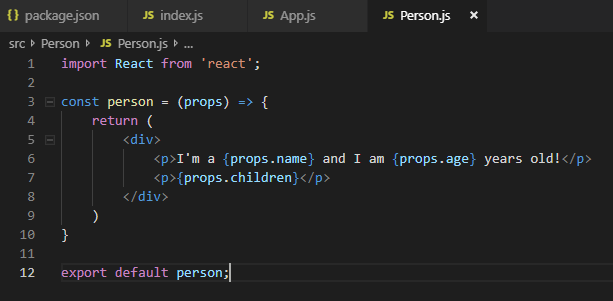 {} package.json JS index.js JS App.js JS Person.js ×
src > Person > JS Person.js > ...
1 import React from 'react';
2
3 const person = (props) => {
4 return (
5 <div>
6 <p>I'm a {props.name} and I am {props.age} years old!</p>
7 <p>{props.children}</p>
8 </div>
9 )
10 }
11
12 export default person;